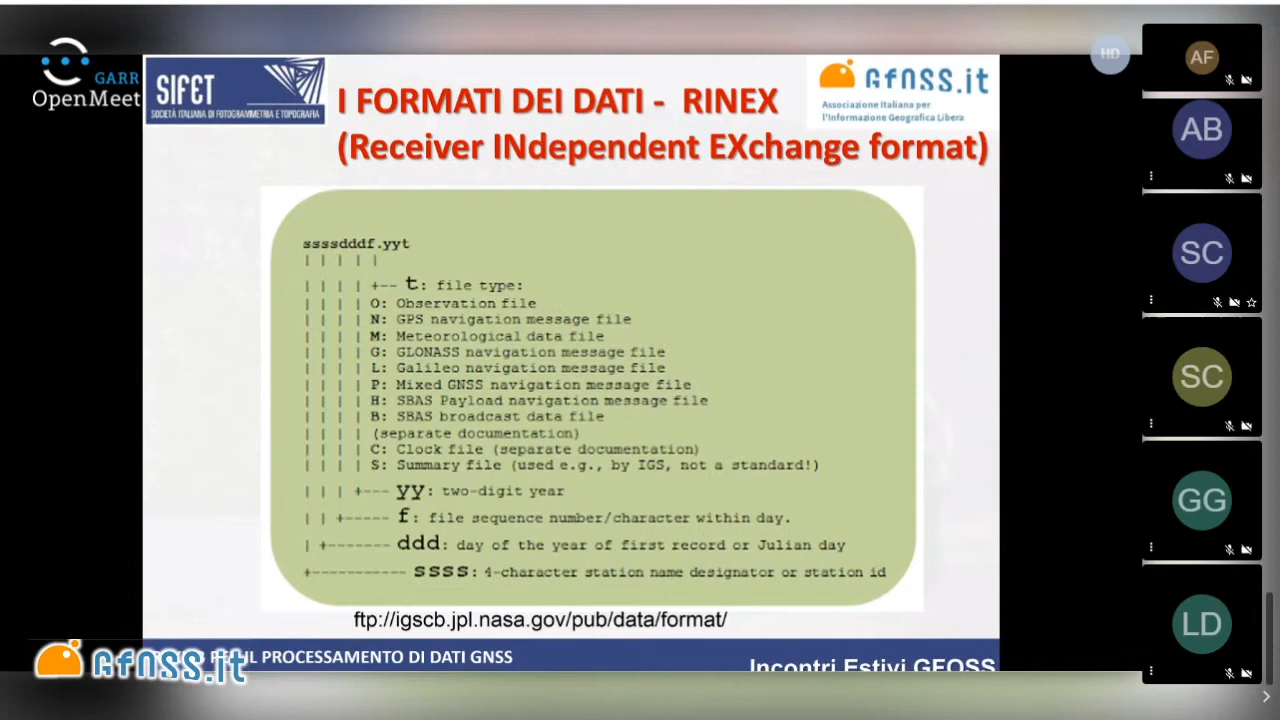 GARR
OpenMeet
SIFET
SOCIETÀ ITALIANA DI FOTOGRAMMETRIA E TOPOGRAFIA
I FORMATI DEI DATI - RINEX
(Receiver INdependent EXchange format)
GFOSS.it
Associazione Italiana per
l'Informazione Geografica Libera
ssssdddf.yyt
| | | | |
| | | | +-- t: file type:
| | | | O: Observation file
| | | | N: GPS navigation message file
| | | | M: Meteorological data file
| | | | G: GLONASS navigation message file
| | | | L: Galileo navigation message file
| | | | P: Mixed GNSS navigation message file
| | | | H: SBAS Payload navigation message file
| | | | B: SBAS broadcast data file
| | | | (separate documentation)
| | | | C: Clock file (separate documentation)
| | | | S: Summary file (used e.g., by IGS, not a standard!)
| | | +--- yy: two-digit year
| | +----- f: file sequence number/character within day.
| +------- ddd: day of the year of first record or Julian day
+----------- ssss: 4-character station name designator or station id
ftp://igscb.jpl.nasa.gov/pub/data/format/
IL PROCESSAMENTO DI DATI GNSS
Incontri Estivi GFOSS
GFOSS.it
HD
AF
AB
SC
SC
GG
LD